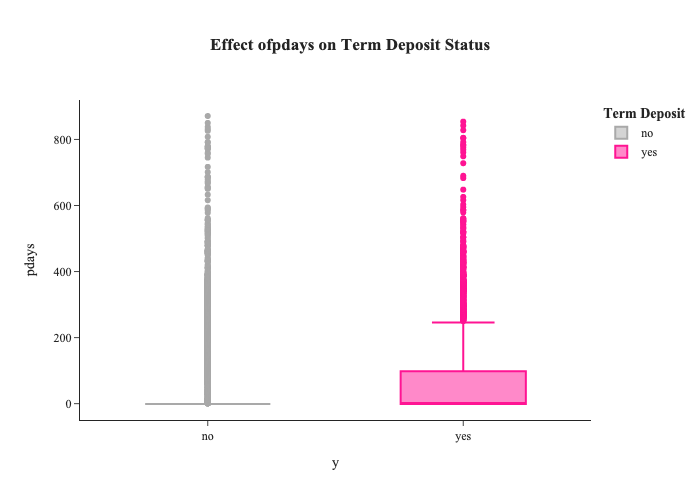 Effect ofpdays on Term Deposit Status
Term Deposit
no
yes
800
600
400
200
0
pdays
no
yes
y